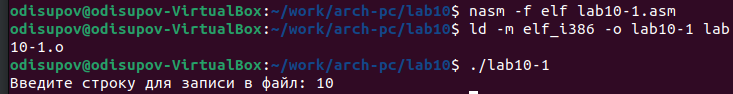 odisupov@odisupov-VirtualBox:~/work/arch-pc/lab10$ nasm -f elf lab10-1.asm
odisupov@odisupov-VirtualBox:~/work/arch-pc/lab10$ ld -m elf_i386 -o lab10-1 lab
10-1.o
odisupov@odisupov-VirtualBox:~/work/arch-pc/lab10$ ./lab10-1
Введите строку для записи в файл: 10